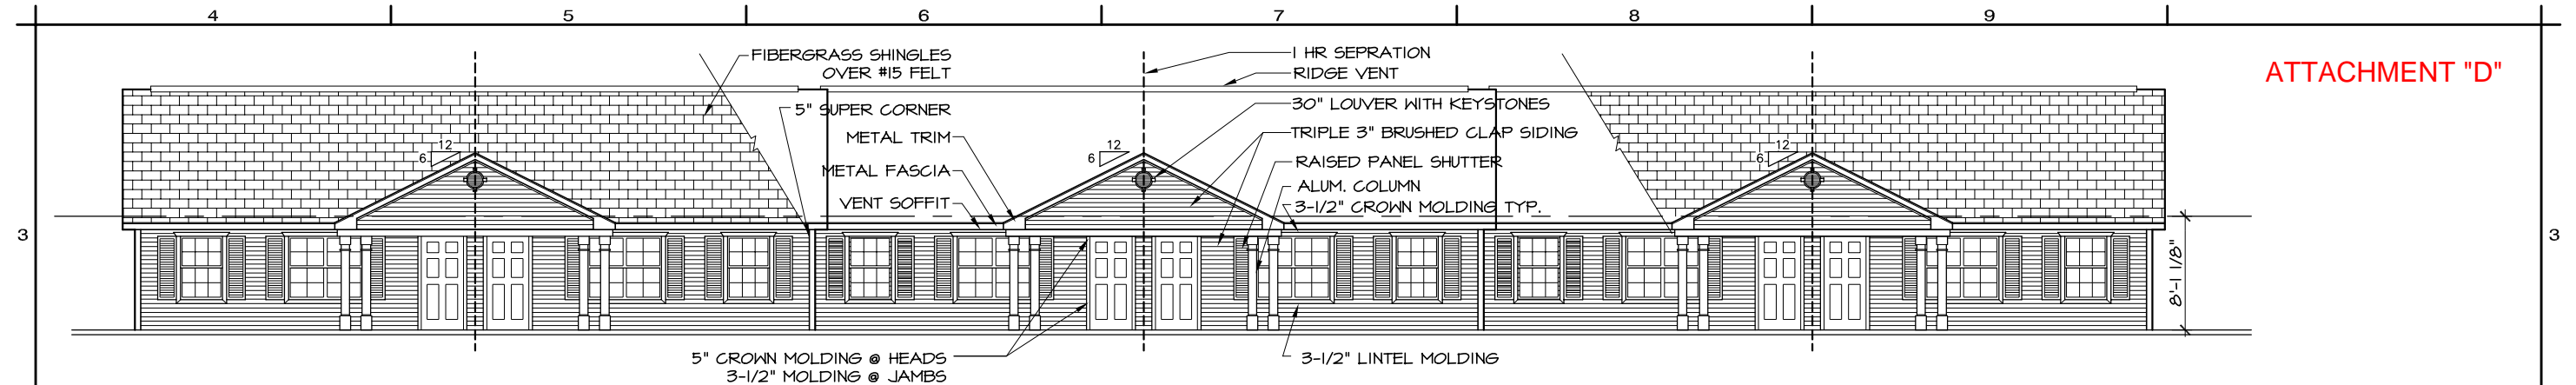 4 5 6 7 8 9
ATTACHMENT "D"
FIBERGRASS SHINGLES
OVER #15 FELT
5" SUPER CORNER
METAL TRIM
METAL FASCIA
VENT SOFFIT
1 HR SEPRATION
RIDGE VENT
30" LOUVER WITH KEYSTONES
TRIPLE 3" BRUSHED CLAP SIDING
RAISED PANEL SHUTTER
ALUM. COLUMN
3-1/2" CROWN MOLDING TYP.
12
6
12
6
12
6
3
3
8'-1 1/8"
5" CROWN MOLDING @ HEADS
3-1/2" MOLDING @ JAMBS
3-1/2" LINTEL MOLDING